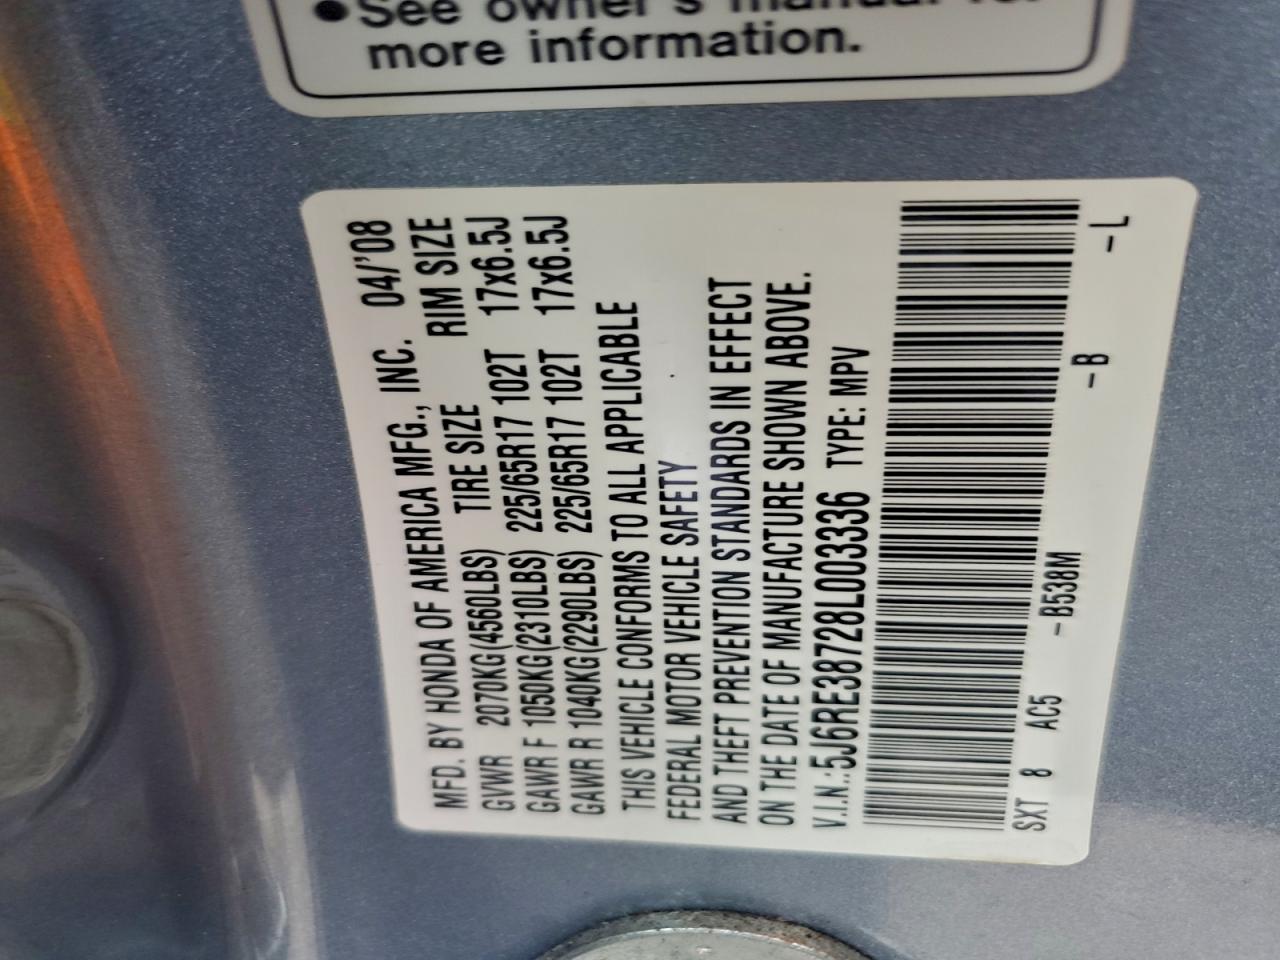 ●See owner's manual for
more information.
MFD. BY HONDA OF AMERICA MFG., INC. 04/'08
GVWR 2070KG(4560LBS) TIRE SIZE RIM SIZE
GAWR F 1050KG(2310LBS) 225/65R17 102T 17x6.5J
GAWR R 1040KG(2290LBS) 225/65R17 102T 17x6.5J
THIS VEHICLE CONFORMS TO ALL APPLICABLE
FEDERAL MOTOR VEHICLE SAFETY
AND THEFT PREVENTION STANDARDS IN EFFECT
ON THE DATE OF MANUFACTURE SHOWN ABOVE.
V.I.N.:5J6RE38728L003336 TYPE: MPV
SXT 8 AC5 -B538M -B -L